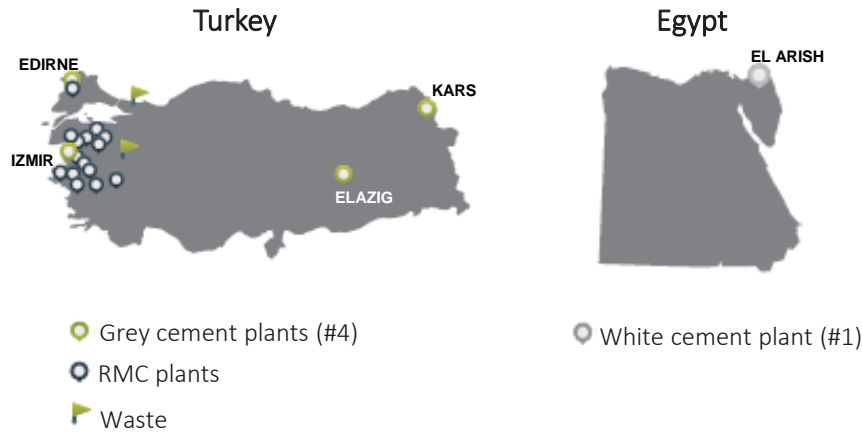 Turkey
Egypt
EDIRNE
EL ARISH
KARS
IZMIR
ELAZIG
Grey cement plants (#4)
White cement plant (#1)
RMC plants
Waste